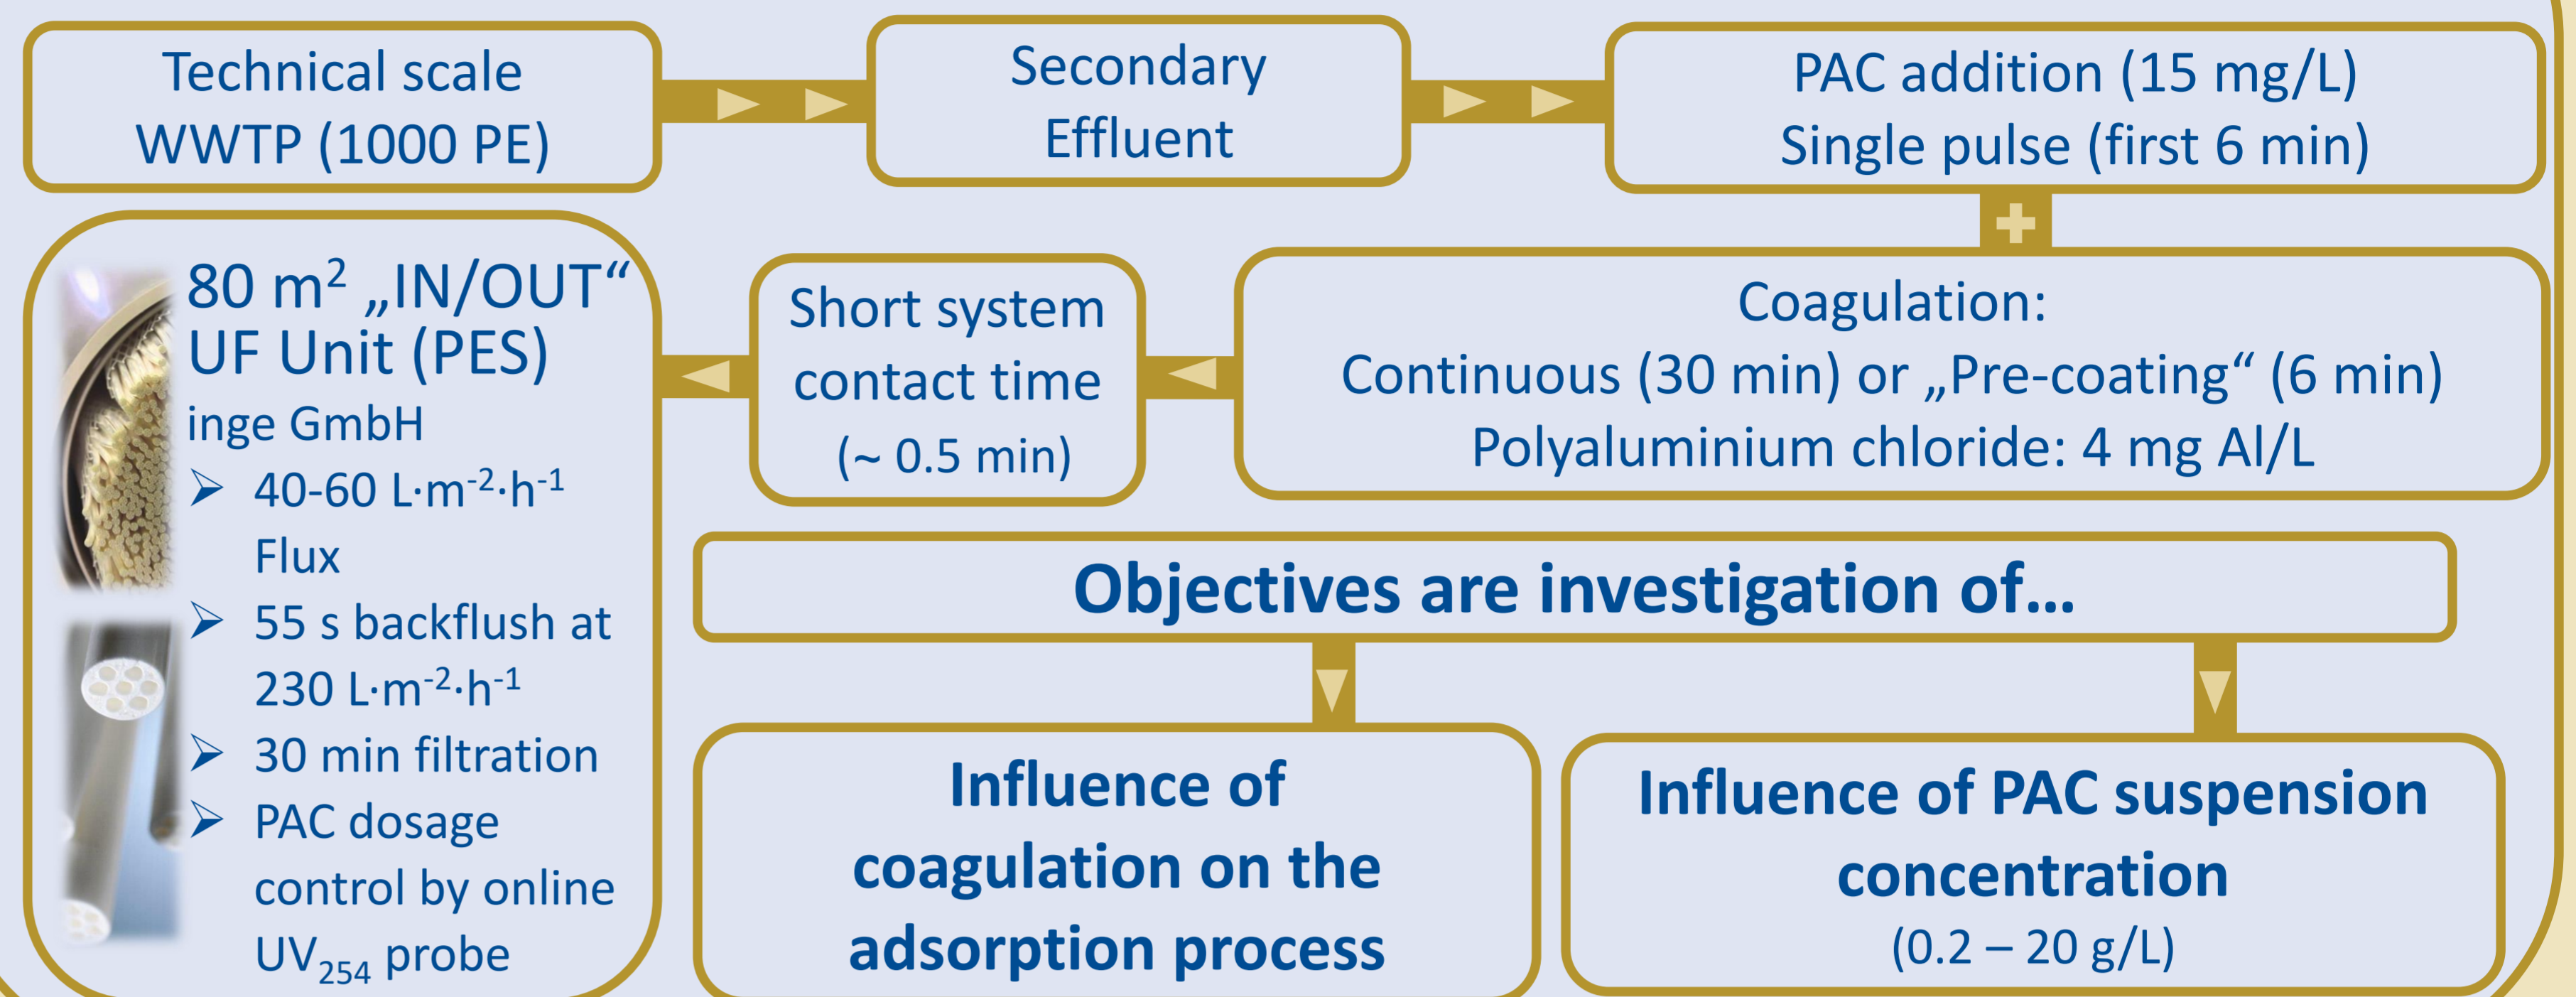 Technical scale
WWTP (1000 PE)
Secondary
Effluent
PAC addition (15 mg/L)
Single pulse (first 6 min)
Coagulation:
Continuous (30 min) or „Pre-coating“ (6 min)
Polyaluminium chloride: 4 mg Al/L
Short system
contact time
(~ 0.5 min)
80 m² „IN/OUT“
UF Unit (PES)
inge GmbH
➢ 40-60 L·m⁻²·h⁻¹
Flux
➢ 55 s backflush at
230 L·m⁻²·h⁻¹
➢ 30 min filtration
➢ PAC dosage
control by online
UV₂₅₄ probe
Objectives are investigation of...
Influence of
coagulation on the
adsorption process
Influence of PAC suspension
concentration
(0.2 – 20 g/L)